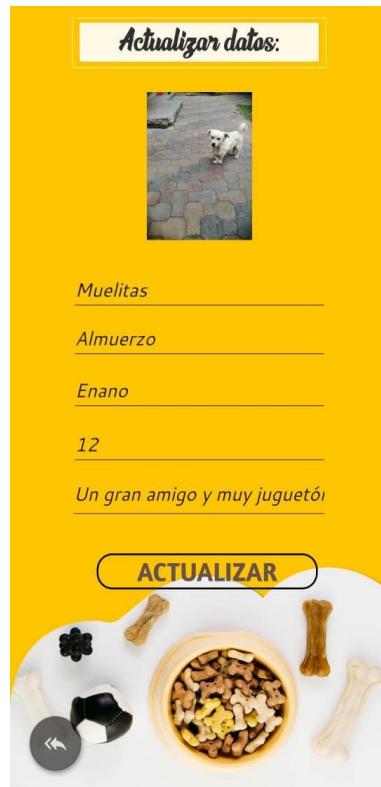 Actualizar datos:
Muelitas
Almuerzo
Enano
12
Un gran amigo y muy juguetó
ACTUALIZAR